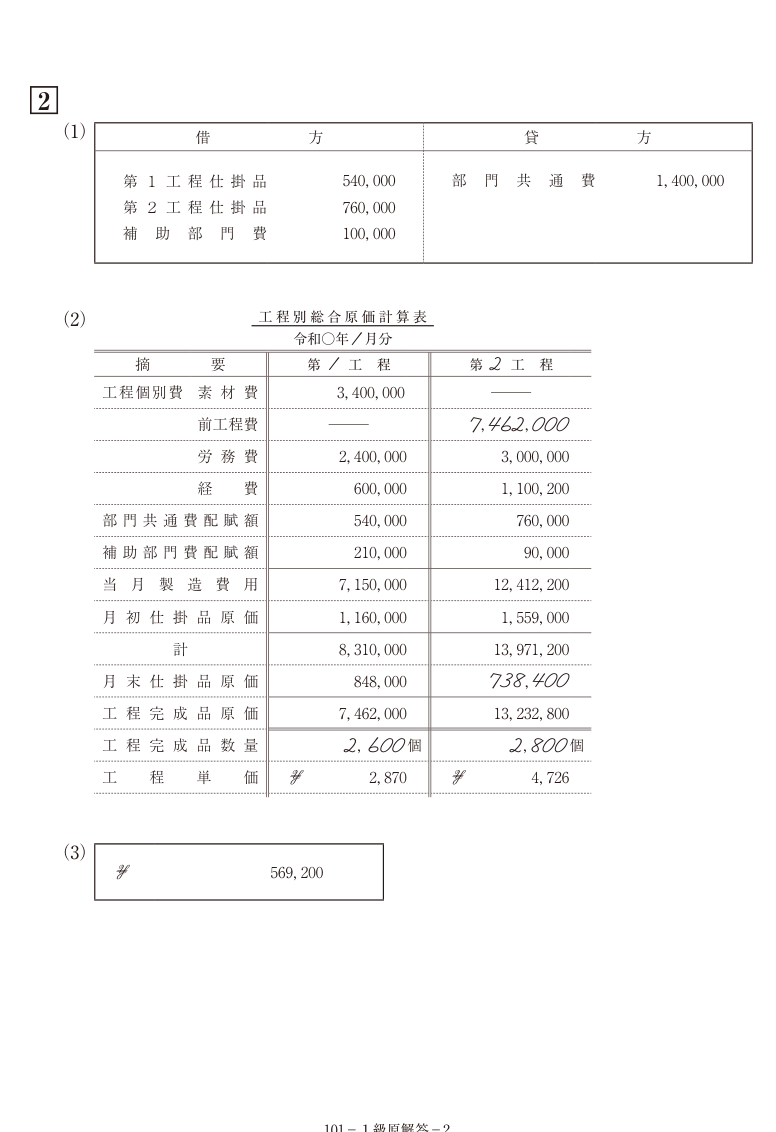 2
(1)
借方 貸方
第1工程仕掛品 540,000 部門共通費 1,400,000
第2工程仕掛品 760,000
補助部門費 100,000
(2)
工程別総合原価計算表
令和○年1月分
摘要 第1工程 第2工程
工程個別費 素材費 3,400,000 ——
前工程費 —— 7,462,000
労務費 2,400,000 3,000,000
経費 600,000 1,100,200
部門共通費配賦額 540,000 760,000
補助部門費配賦額 210,000 90,000
当月製造費用 7,150,000 12,412,200
月初仕掛品原価 1,160,000 1,559,000
計 8,310,000 13,971,200
月末仕掛品原価 848,000 738,400
工程完成品原価 7,462,000 13,232,800
工程完成品数量 2,600個 2,800個
工程単価 ¥ 2,870 ¥ 4,726
(3)
¥ 569,200
101-1級原解答-2